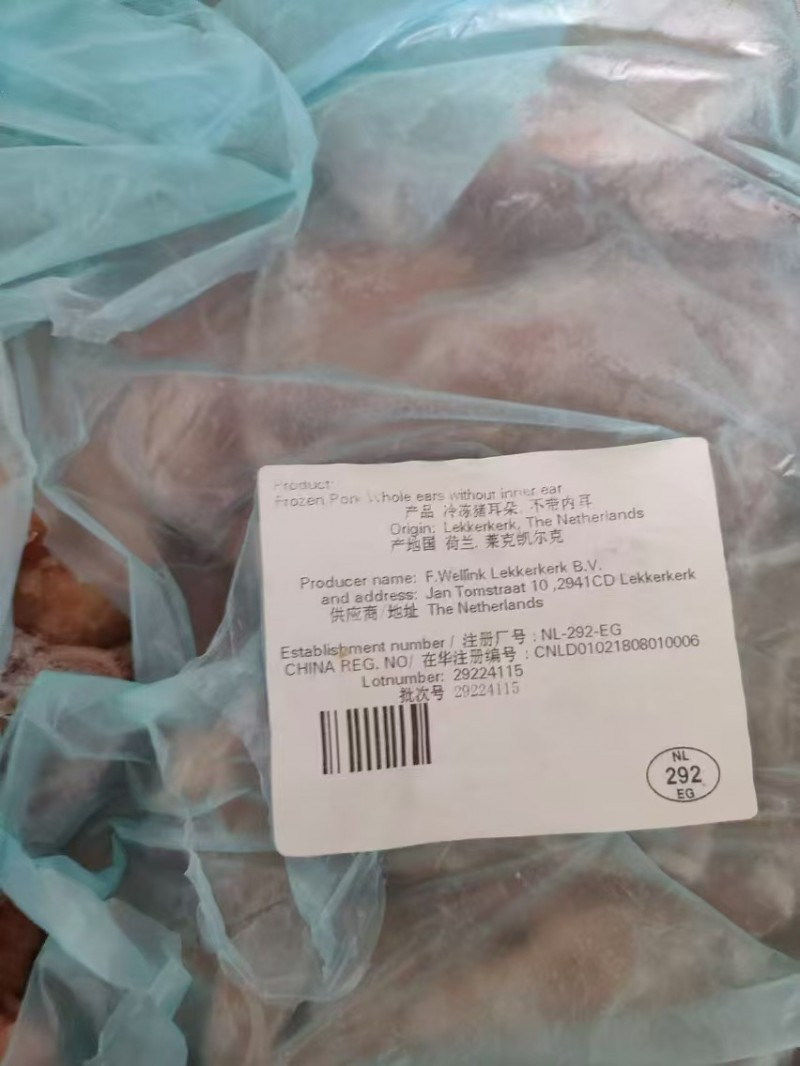 Product:
Frozen Pork Whole ears without inner ear
产品 冷冻猪耳朵, 不带内耳
Origin: Lekkerkerk, The Netherlands
产地国 荷兰, 莱克凯尔克
Producer name: F.Wellink Lekkerkerk B.V.
and address: Jan Tomstraat 10 ,2941CD Lekkerkerk
供应商/地址 The Netherlands
Establishment number / 注册厂号 : NL-292-EG
CHINA REG. NO/ 在华注册编号 : CNLD01021808010006
Lotnumber: 29224115
批次号 29224115
NL
292
EG